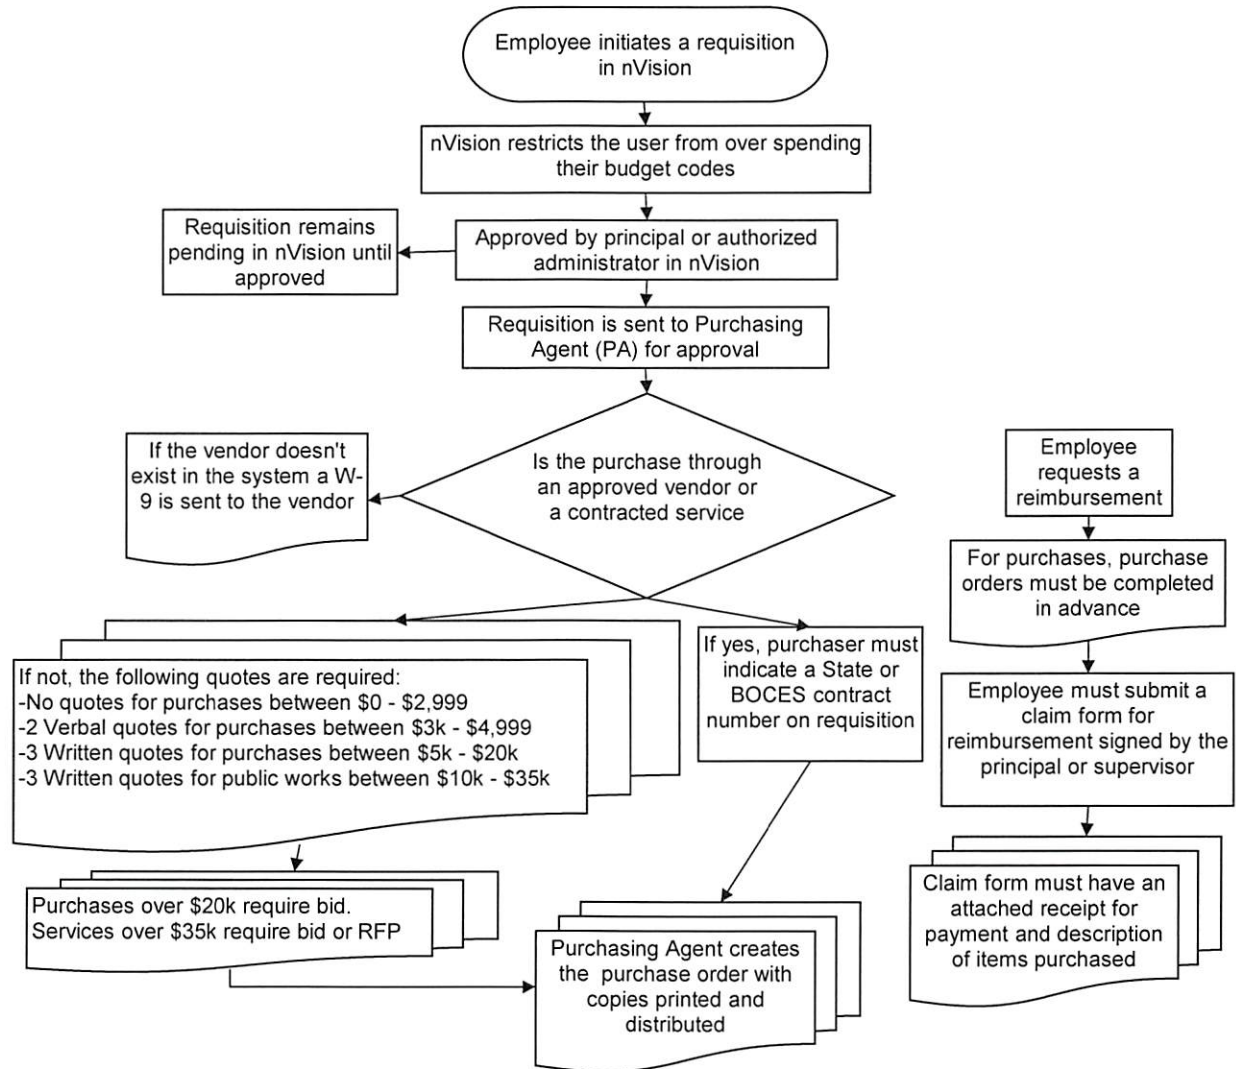 Employee initiates a requisition
in nVision
nVision restricts the user from over spending
their budget codes
Requisition remains
pending in nVision until
approved
Approved by principal or authorized
administrator in nVision
Requisition is sent to Purchasing
Agent (PA) for approval
If the vendor doesn't
exist in the system a W-
9 is sent to the vendor
Is the purchase through
an approved vendor or
a contracted service
Employee
requests a
reimbursement
For purchases, purchase
orders must be completed
in advance
If not, the following quotes are required:
-No quotes for purchases between $0 - $2,999
-2 Verbal quotes for purchases between $3k - $4,999
-3 Written quotes for purchases between $5k - $20k
-3 Written quotes for public works between $10k - $35k
If yes, purchaser must
indicate a State or
BOCES contract
number on requisition
Employee must submit a
claim form for
reimbursement signed by the
principal or supervisor
Purchases over $20k require bid.
Services over $35k require bid or RFP
Purchasing Agent creates
the purchase order with
copies printed and
distributed
Claim form must have an
attached receipt for
payment and description
of items purchased